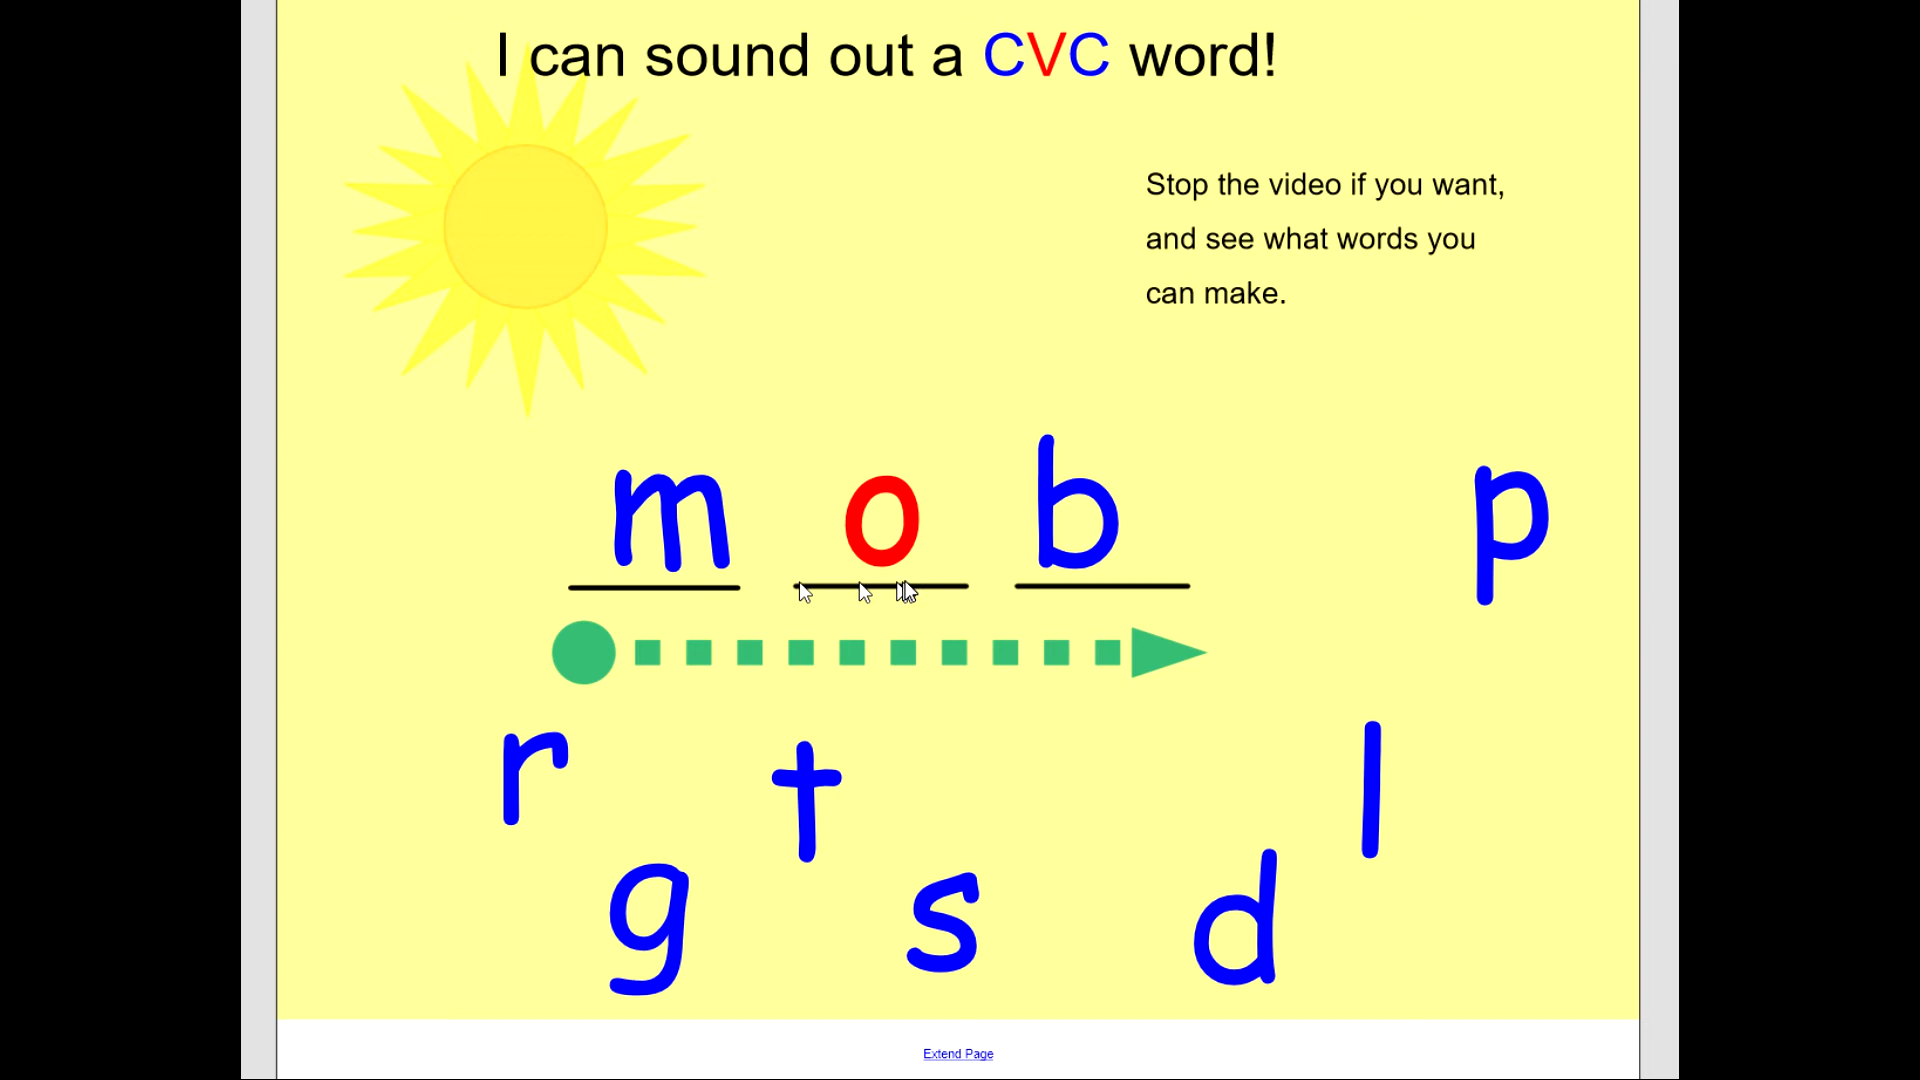 I can sound out a CVC word!
Stop the video if you want,
and see what words you
can make.
m o b p
r t l
g s d
Extend Page